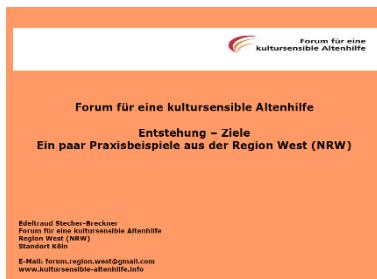 Forum für eine
kultursensible Altenhilfe
Forum für eine kultursensible Altenhilfe
Entstehung – Ziele
Ein paar Praxisbeispiele aus der Region West (NRW)
Edeltraud Stecher-Breckner
Forum für eine kultursensible Altenhilfe
Region West (NRW)
Standort Köln
E-Mail: forum.region.west@gmail.com
www.kultursensible-altenhilfe.info